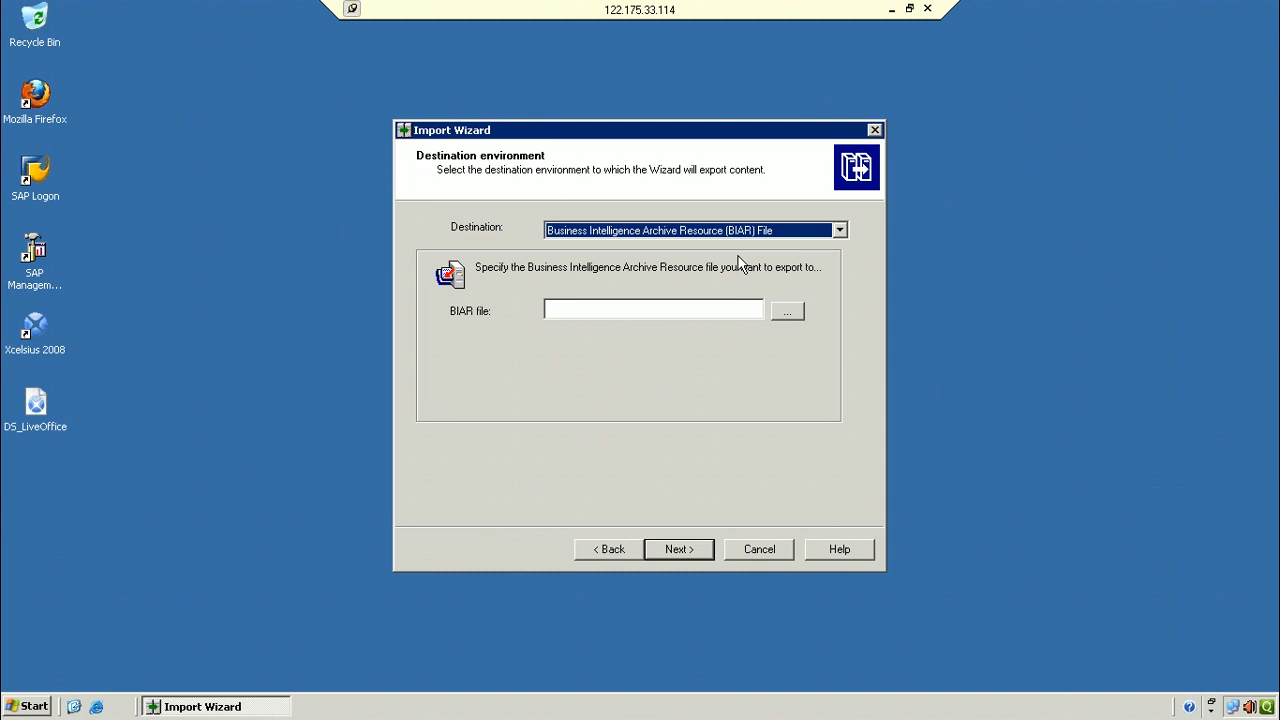 122.175.33.114
Recycle Bin
Mozilla Firefox
SAP Logon
SAP
Managem...
Xcelsius 2008
DS_LiveOffice
Import Wizard
Destination environment
Select the destination environment to which the Wizard will export content.
Destination:
Business Intelligence Archive Resource (BIAR) File
Specify the Business Intelligence Archive Resource file you want to export to...
BIAR file:
...
< Back
Next >
Cancel
Help
Start
Import Wizard